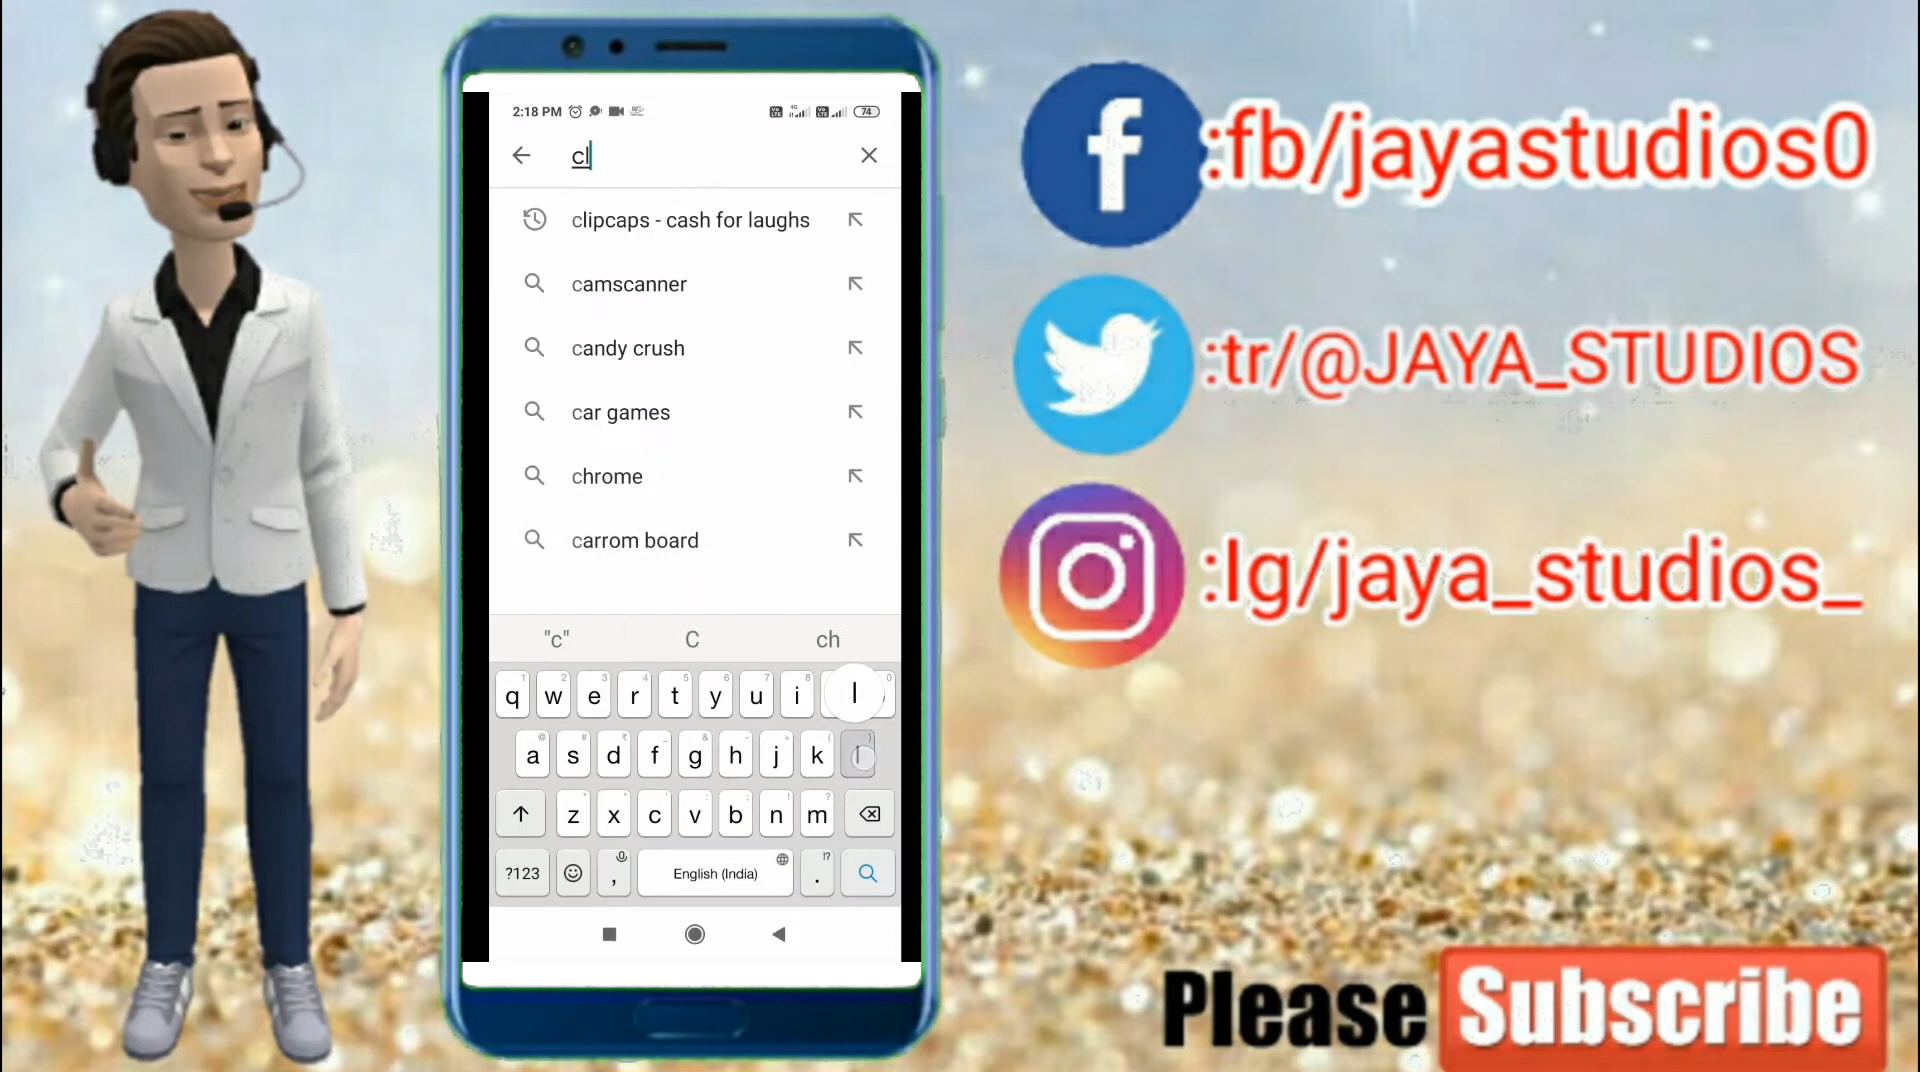 2:18 PM
74
cl
clipcaps - cash for laughs
camscanner
candy crush
car games
chrome
carrom board
"c" C ch
q w e r t y u i l
a s d f g h j k l
z x c v b n m
?123 , English (India) .
:fb/jayastudios0
:tr/@JAYA_STUDIOS
:Ig/jaya_studios_
Please Subscribe